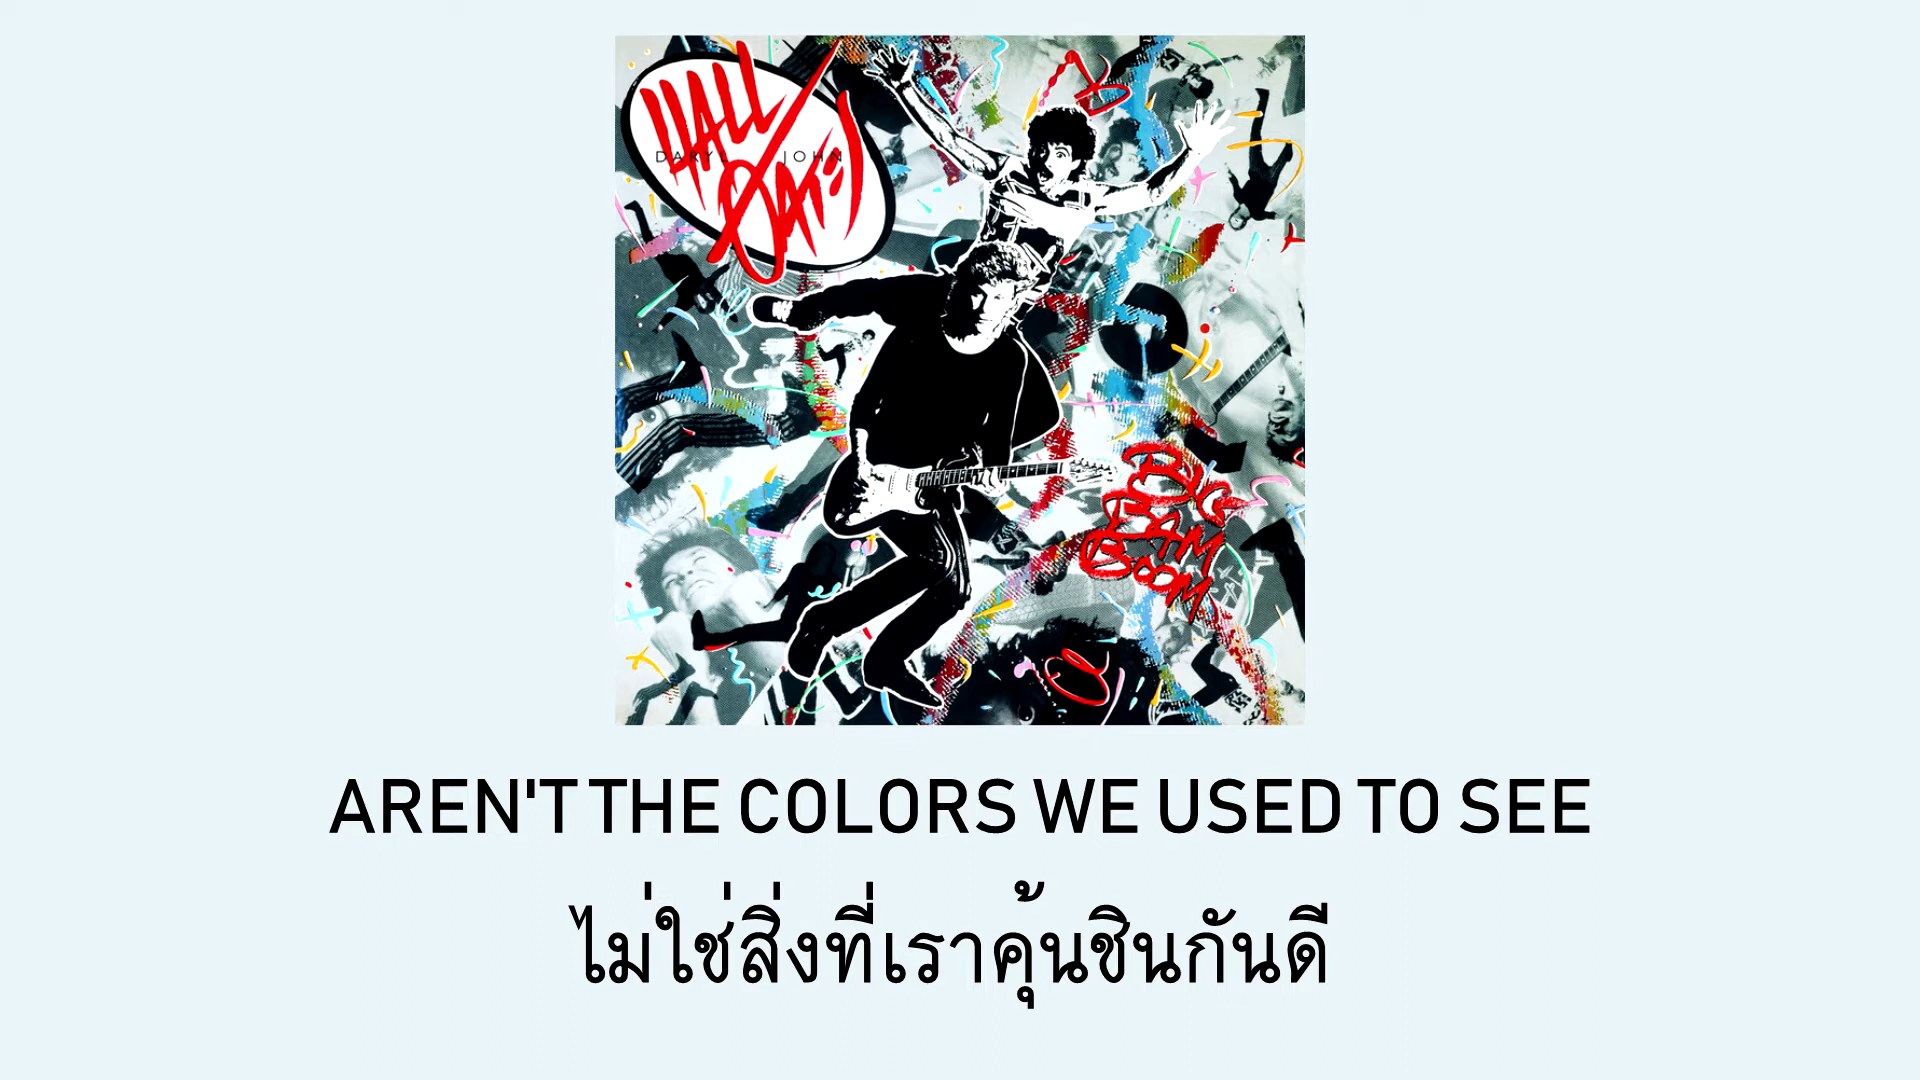 HALL
DARYL JOHN
OATES
BIG
BAM
BOOM
AREN'T THE COLORS WE USED TO SEE
ไม่ใช่สิ่งที่เราคุ้นชินกันดี